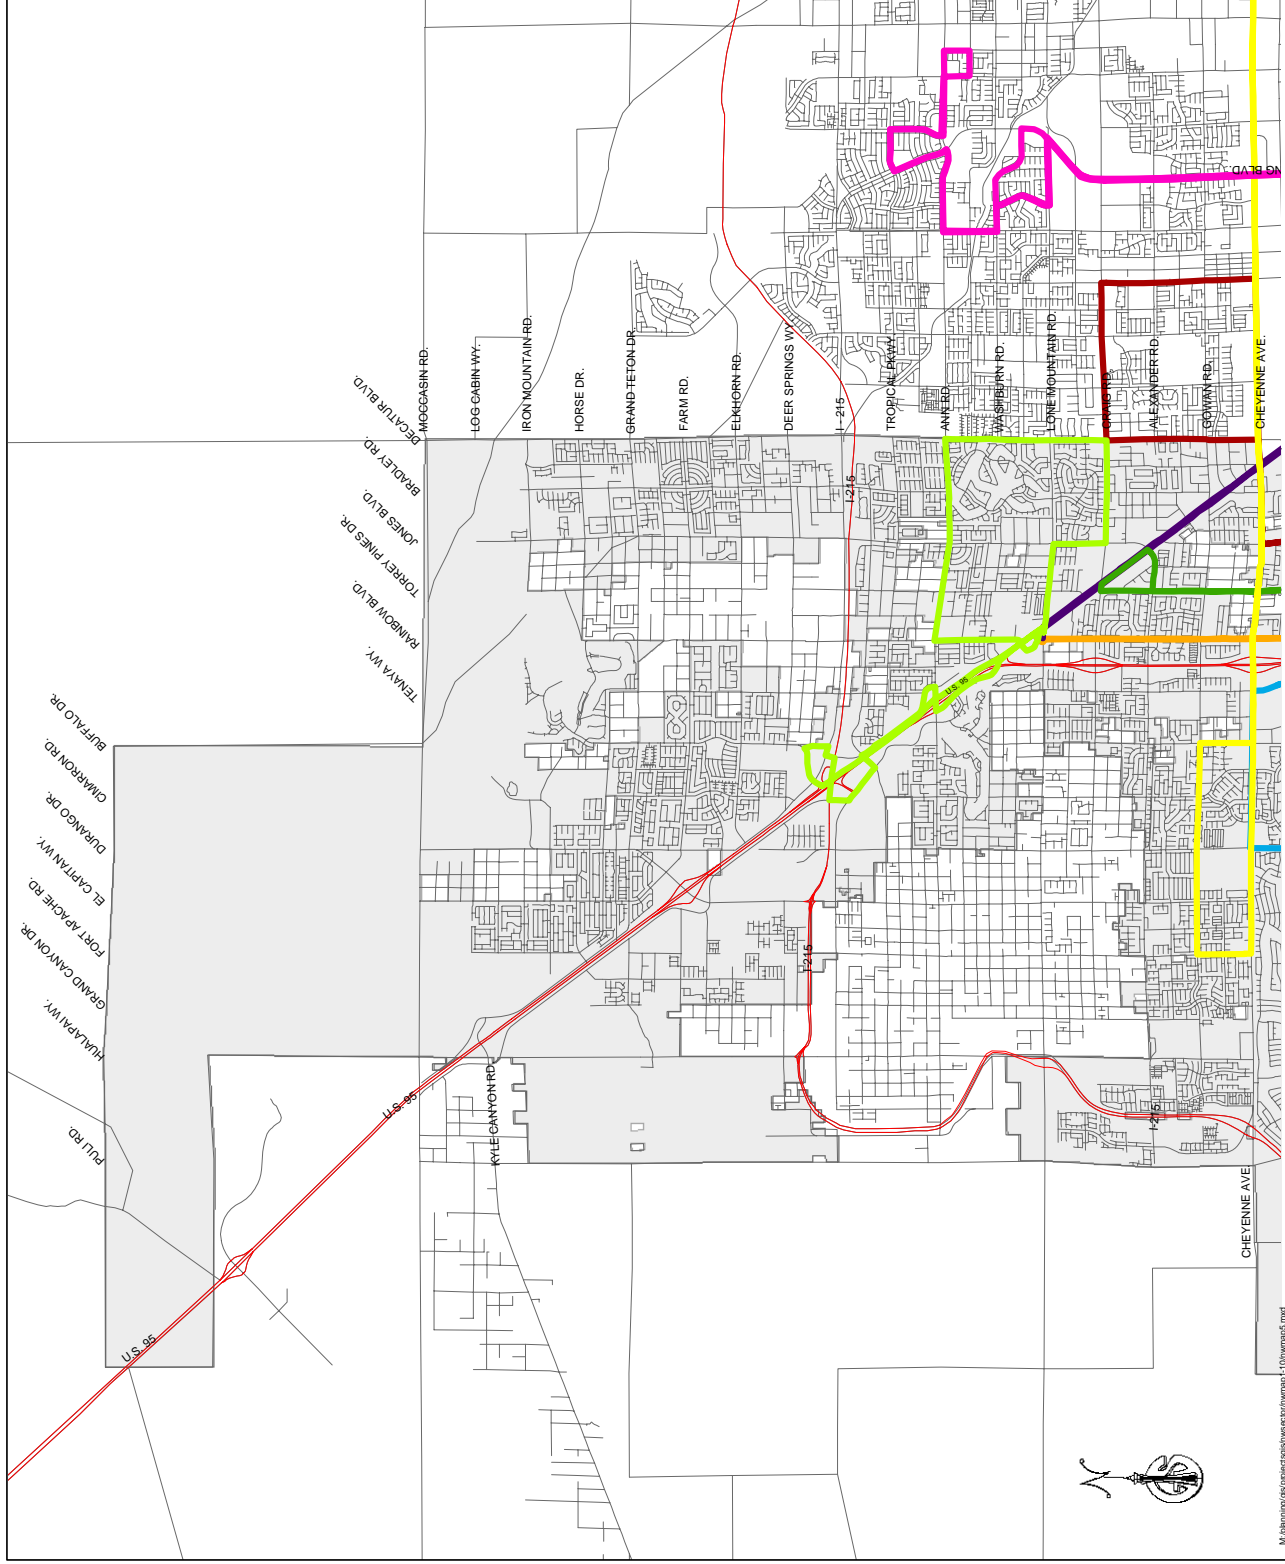 NG BLVD.
DECATUR BLVD.
BRADLEY RD.
JONES BLVD.
TORREY PINES DR.
RAINBOW BLVD.
TENAYA WY.
BUFFALO DR.
CIMARRON RD.
DURANGO DR.
EL CAPITAN WY.
FORT APACHE RD.
GRAND CANYON DR.
HUALAPAI WY.
PULI RD.
MOCCASIN RD.
LOG CABIN WY.
IRON MOUNTAIN RD.
HORSE DR.
GRAND TETON DR.
FARM RD.
ELKHORN RD.
DEER SPRINGS WY.
I - 215
TROPICAL PKWY.
ANN RD.
WASHBURN RD.
LONE MOUNTAIN RD.
CRAIG RD.
ALEXANDER RD.
GOWAN RD.
CHEYENNE AVE.
I-215
U.S. 95
I-215
U.S. 95
KYLE CANYON RD.
I-215
CHEYENNE AVE.
U.S. 95
N